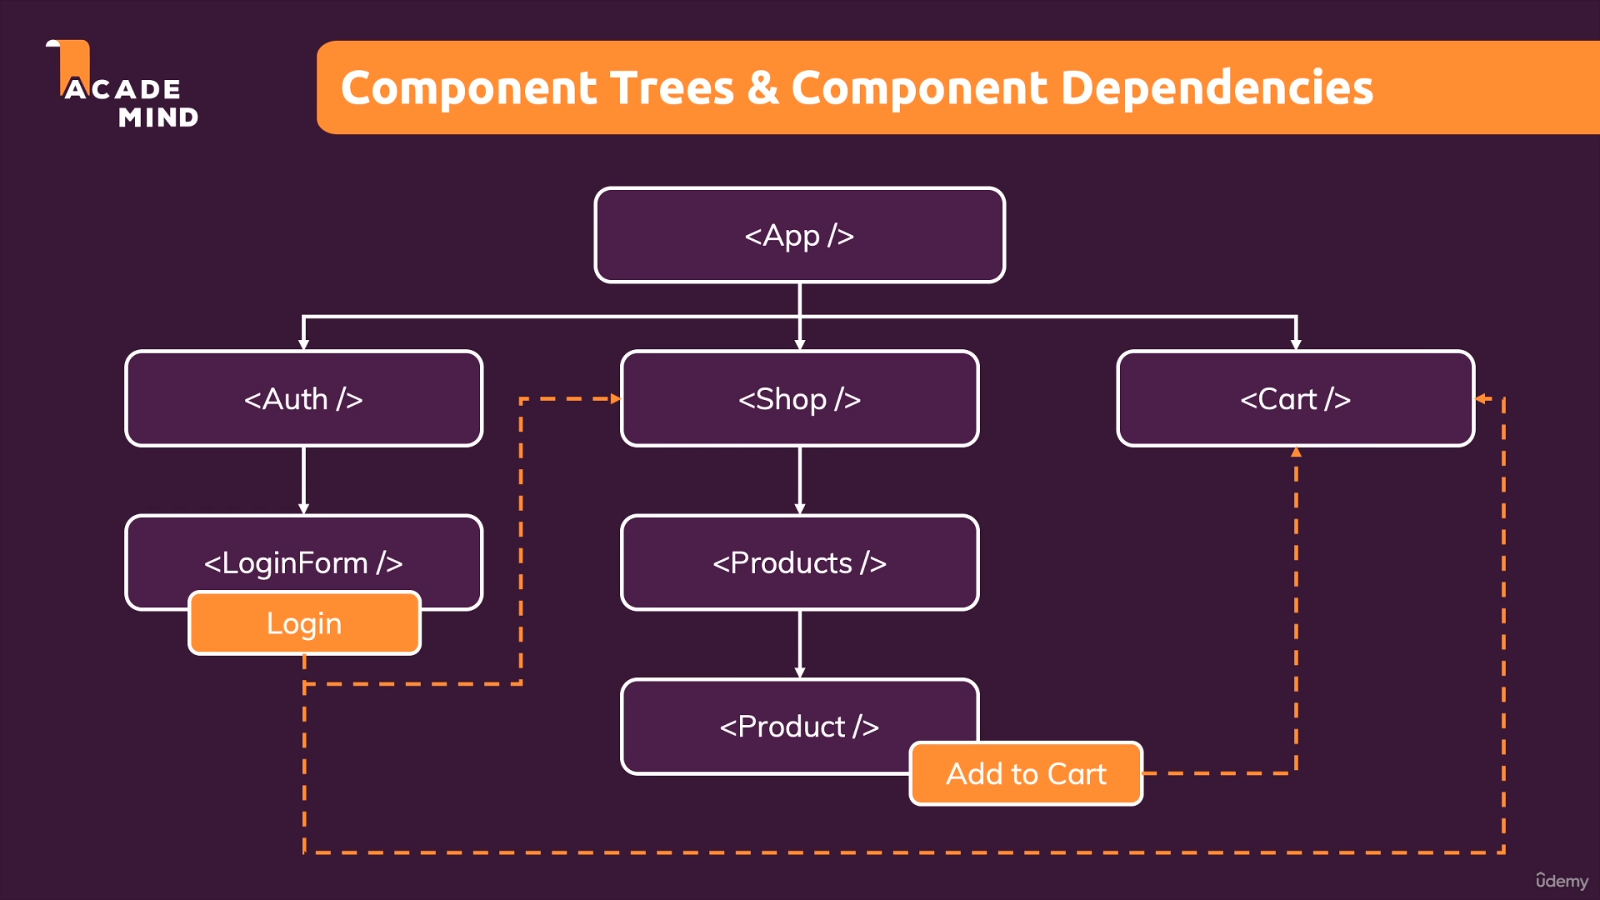 ACADE
MIND
Component Trees & Component Dependencies
<App />
<Auth />
<Shop />
<Cart />
<LoginForm />
<Products />
Login
<Product />
Add to Cart
ûdemy